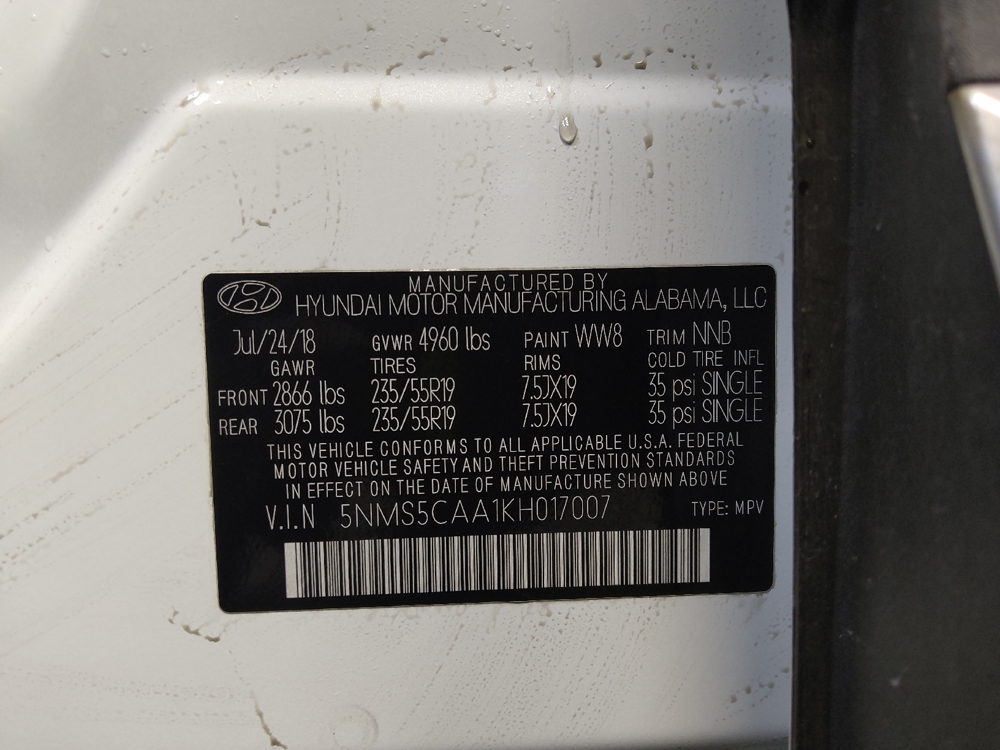 MANUFACTURED BY
HYUNDAI MOTOR MANUFACTURING ALABAMA, LLC
Jul/24/18 GVWR 4960 lbs PAINT WW8 TRIM NNB
GAWR TIRES RIMS COLD TIRE INFL
FRONT 2866 lbs 235/55R19 7.5JX19 35 psi SINGLE
REAR 3075 lbs 235/55R19 7.5JX19 35 psi SINGLE
THIS VEHICLE CONFORMS TO ALL APPLICABLE U.S.A. FEDERAL
MOTOR VEHICLE SAFETY AND THEFT PREVENTION STANDARDS
IN EFFECT ON THE DATE OF MANUFACTURE SHOWN ABOVE
V.I.N 5NMS5CAA1KH017007 TYPE: MPV